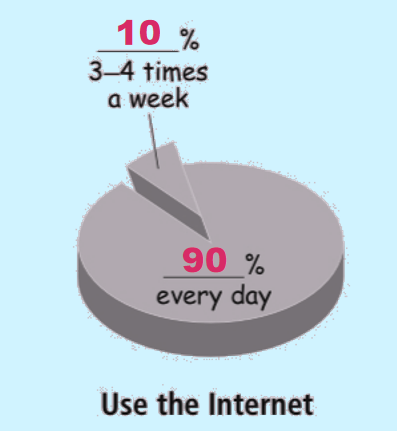 10 %
3–4 times
a week
90 %
every day
Use the Internet